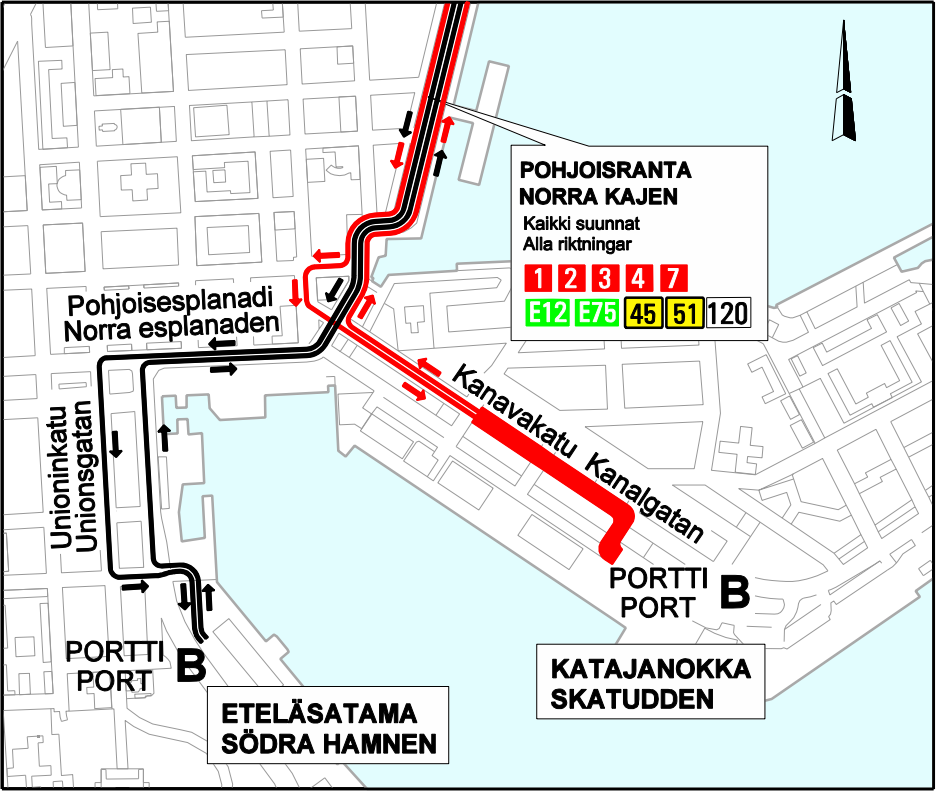 POHJOISRANTA
NORRA KAJEN
Kaikki suunnat
Alla riktningar
1 2 3 4 7
E12 E75 45 51 120
Pohjoisesplanadi
Norra esplanaden
Kanavakatu Kanalgatan
Unioninkatu
Unionsgatan
PORTTI
PORT B
KATAJANOKKA
SKATUDDEN
PORTTI
PORT B
ETELÄSATAMA
SÖDRA HAMNEN